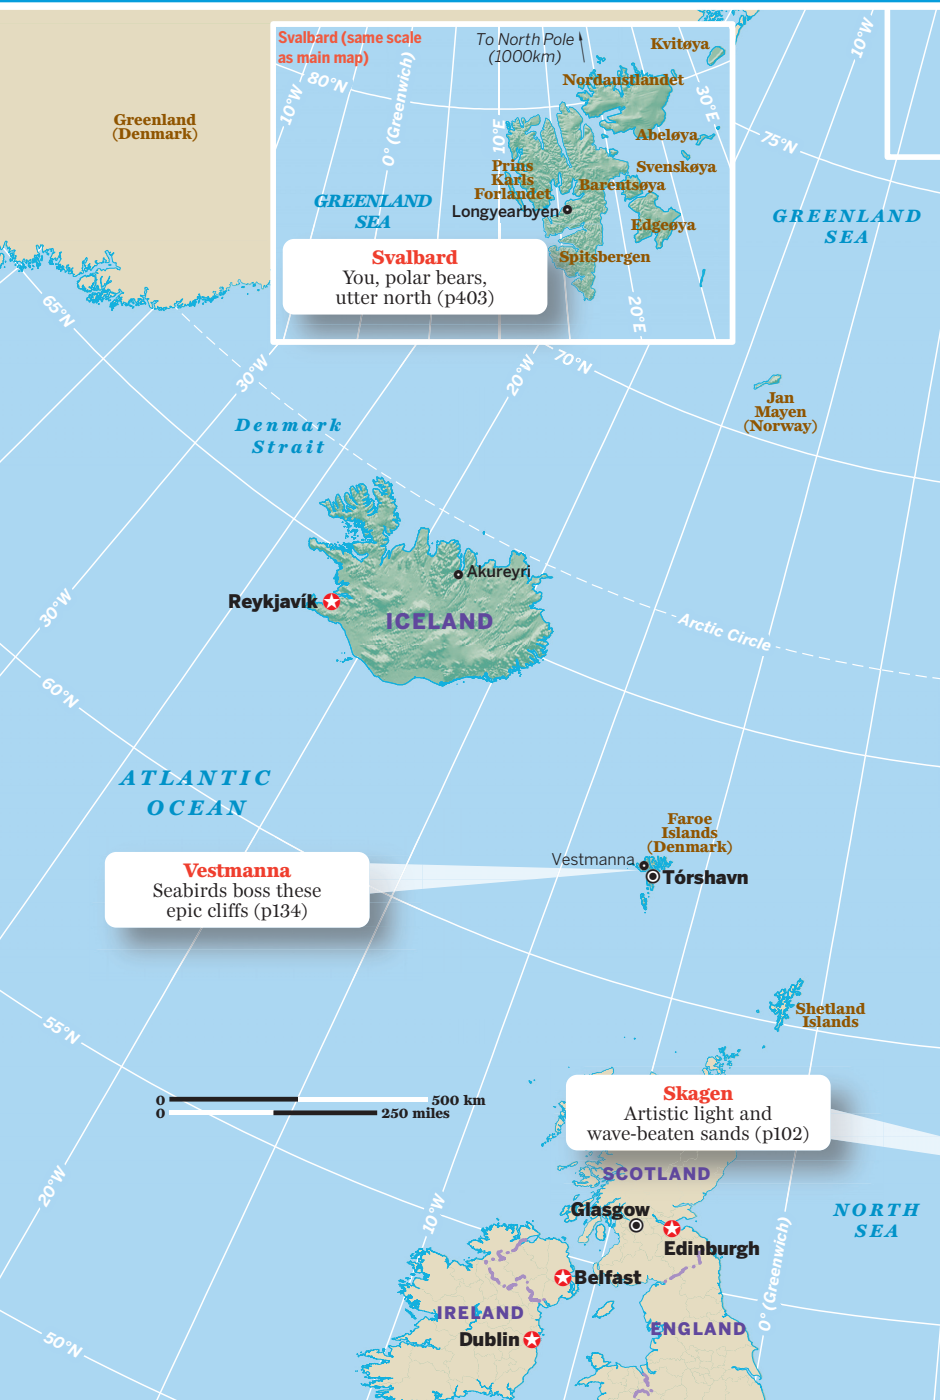 Svalbard (same scale
as main map)
To North Pole
(1000km)
Kvitøya
10°W
80°N
10°W
0° (Greenwich)
Nordaustlandet
30°E
Greenland
(Denmark)
10°E
Abeløya
75°N
Prins
Karls
Forlandet
Svenskøya
Barentsøya
GREENLAND
SEA
Longyearbyen
GREENLAND
SEA
Edgeøya
Svalbard
You, polar bears,
utter north (p403)
Spitsbergen
65°N
20°E
30°W
20°W
70°N
Jan
Mayen
(Norway)
Denmark
Strait
Akureyri
Reykjavík
ICELAND
30°W
Arctic Circle
60°N
ATLANTIC
OCEAN
Faroe
Islands
(Denmark)
Vestmanna
Tórshavn
Vestmanna
Seabirds boss these
epic cliffs (p134)
Shetland
Islands
55°N
0 500 km
0 250 miles
Skagen
Artistic light and
wave-beaten sands (p102)
SCOTLAND
20°W
10°W
Glasgow
NORTH
SEA
Edinburgh
0° (Greenwich)
Belfast
IRELAND
ENGLAND
Dublin
50°N